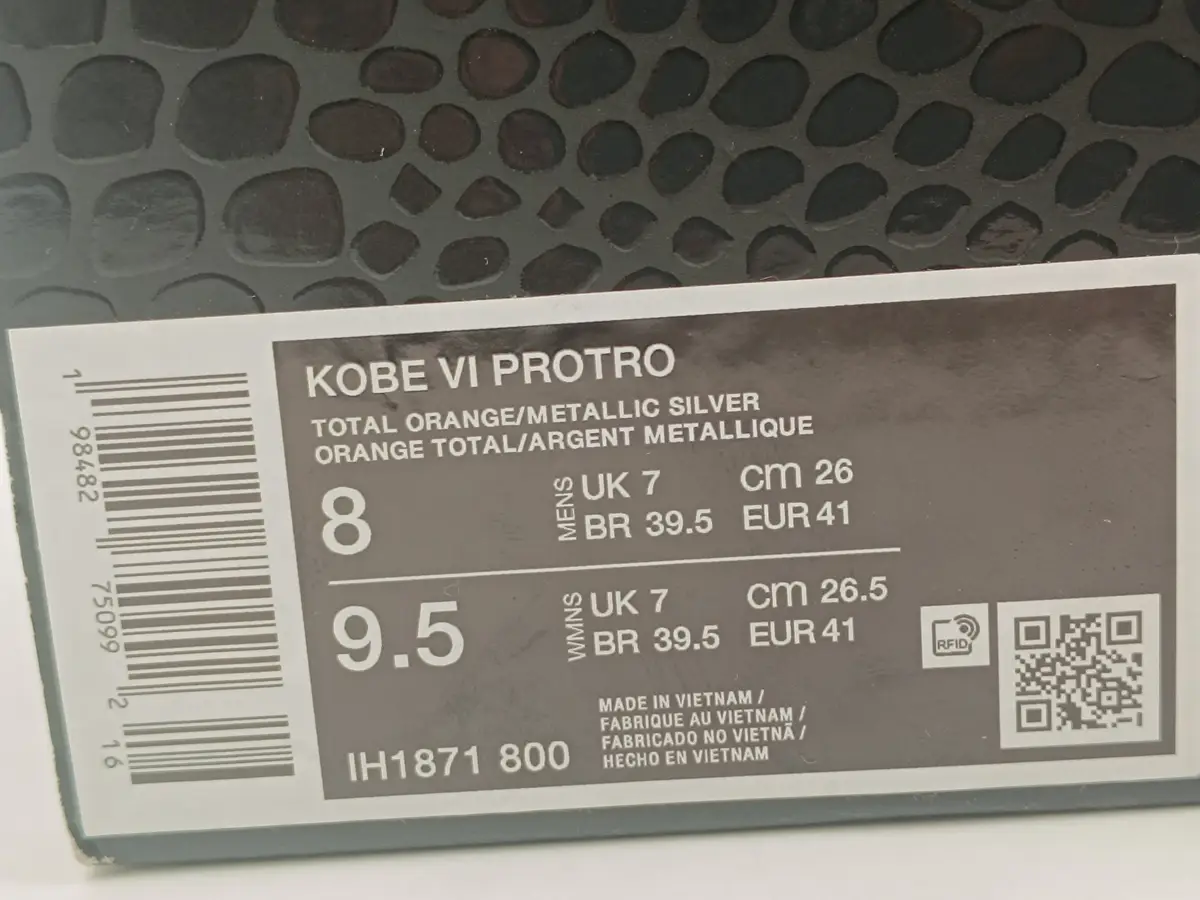 KOBE VI PROTRO
TOTAL ORANGE/METALLIC SILVER
ORANGE TOTAL/ARGENT METALLIQUE
8
MENS
UK 7 CM 26
BR 39.5 EUR 41
9.5
WMNS
UK 7 CM 26.5
BR 39.5 EUR 41
IH1871 800
MADE IN VIETNAM /
FABRIQUE AU VIETNAM /
FABRICADO NO VIETNÃ /
HECHO EN VIETNAM
RFID
1 98482 75099 2 16